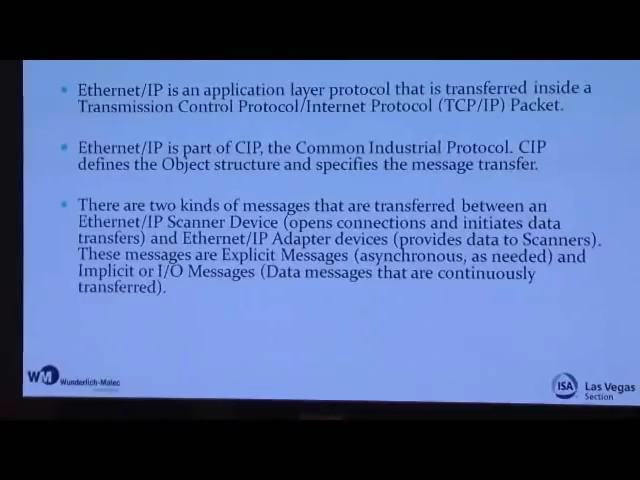 • Ethernet/IP is an application layer protocol that is transferred inside a
Transmission Control Protocol/Internet Protocol (TCP/IP) Packet.
• Ethernet/IP is part of CIP, the Common Industrial Protocol. CIP
defines the Object structure and specifies the message transfer.
• There are two kinds of messages that are transferred between an
Ethernet/IP Scanner Device (opens connections and initiates data
transfers) and Ethernet/IP Adapter devices (provides data to Scanners).
These messages are Explicit Messages (asynchronous, as needed) and
Implicit or I/O Messages (Data messages that are continuously
transferred).
WM Wunderlich-Malec
ISA Las Vegas
Section